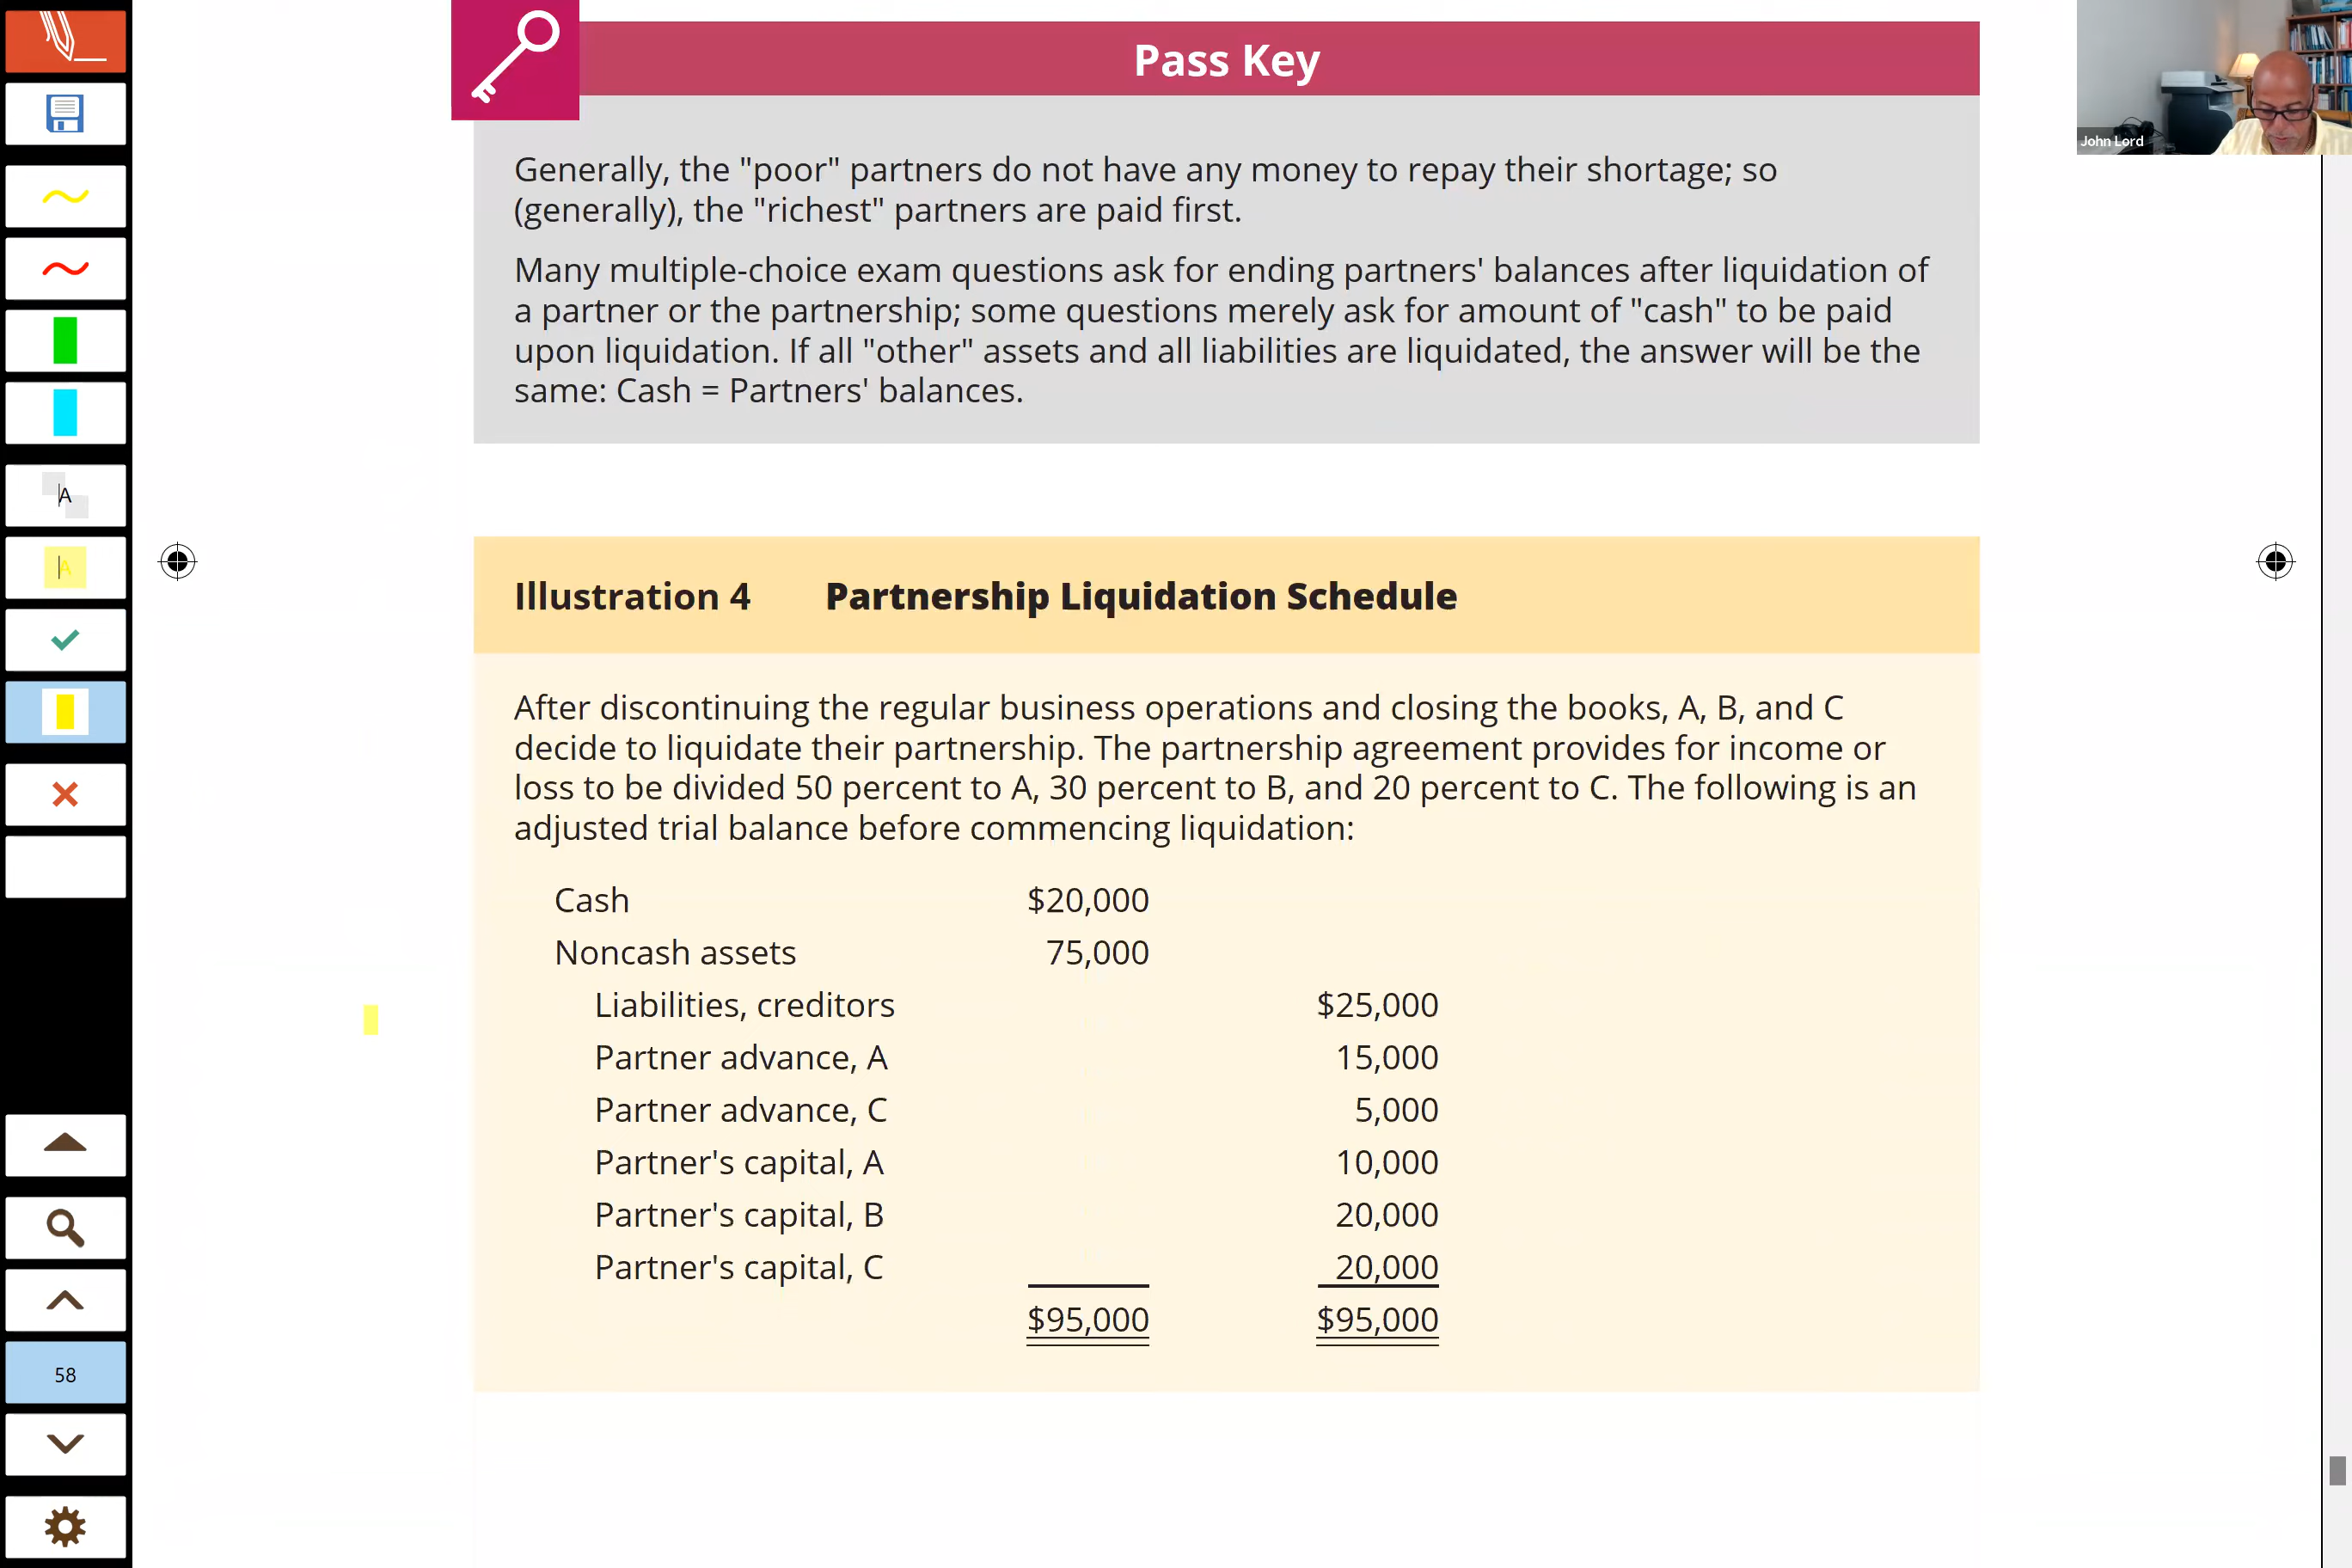 Pass Key
John Lord
Generally, the "poor" partners do not have any money to repay their shortage; so
(generally), the "richest" partners are paid first.
Many multiple-choice exam questions ask for ending partners' balances after liquidation of
a partner or the partnership; some questions merely ask for amount of "cash" to be paid
upon liquidation. If all "other" assets and all liabilities are liquidated, the answer will be the
same: Cash = Partners' balances.
A
A
Illustration 4 Partnership Liquidation Schedule
After discontinuing the regular business operations and closing the books, A, B, and C
decide to liquidate their partnership. The partnership agreement provides for income or
loss to be divided 50 percent to A, 30 percent to B, and 20 percent to C. The following is an
adjusted trial balance before commencing liquidation:
Cash $20,000
Noncash assets 75,000
Liabilities, creditors $25,000
Partner advance, A 15,000
Partner advance, C 5,000
Partner's capital, A 10,000
Partner's capital, B 20,000
Partner's capital, C 20,000
$95,000 $95,000
58